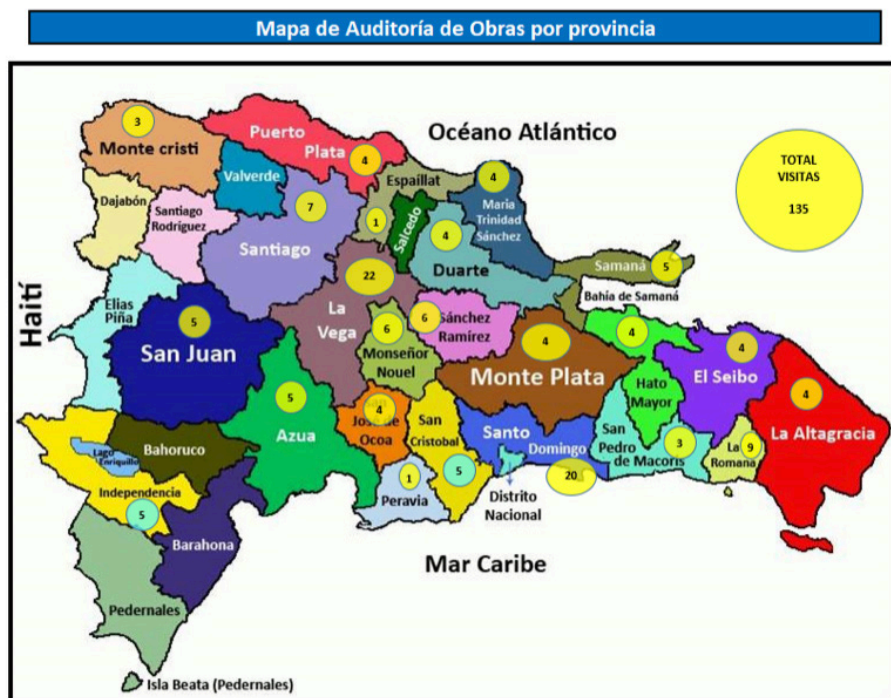 Mapa de Auditoría de Obras por provincia
3
Monte cristi
Puerto
Plata
4
Océano Atlántico
TOTAL
VISITAS
135
Valverde
Espaíllat
4
Dajabón
Santiago
Rodríguez
7
Santiago
1
Salcedo
Maria
Trinidad
Sánchez
4
Duarte
Samaná
5
Bahía de Samaná
Haití
Elias
Piña
22
La
Vega
5
San Juan
6
Monseñor
Nouel
6
Sánchez
Ramírez
4
Monte Plata
4
Hato
Mayor
4
El Seibo
4
La Altagracia
5
Azua
4
José de Ocoa
San
Cristobal
5
Santo
Domingo
20
San
Pedro
de Macorís
3
La
Romana
9
Bahoruco
Lago
Enriquillo
Independencia
5
1
Peravia
Distrito
Nacional
Barahona
Mar Caribe
Pedernales
Isla Beata (Pedernales)